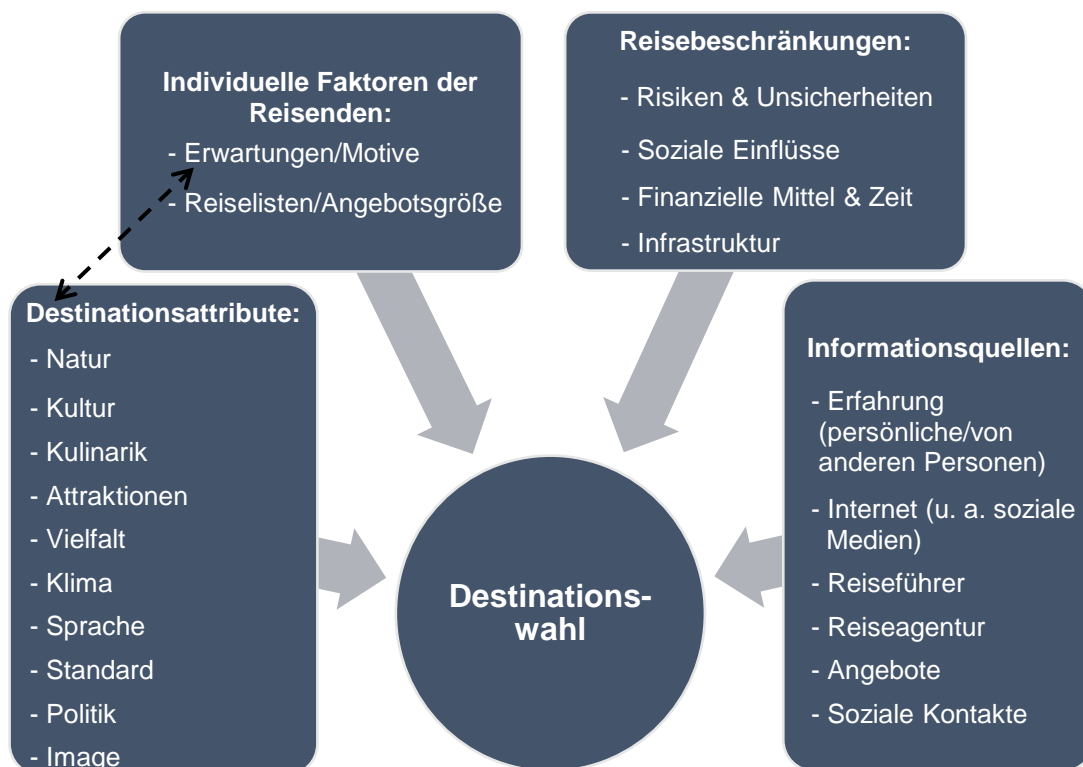 Individuelle Faktoren der
Reisenden:
- Erwartungen/Motive
- Reiselisten/Angebotsgröße
Reisebeschränkungen:
- Risiken & Unsicherheiten
- Soziale Einflüsse
- Finanzielle Mittel & Zeit
- Infrastruktur
Destinationsattribute:
- Natur
- Kultur
- Kulinarik
- Attraktionen
- Vielfalt
- Klima
- Sprache
- Standard
- Politik
- Image
Destinations-
wahl
Informationsquellen:
- Erfahrung
(persönliche/von
anderen Personen)
- Internet (u. a. soziale
Medien)
- Reiseführer
- Reiseagentur
- Angebote
- Soziale Kontakte